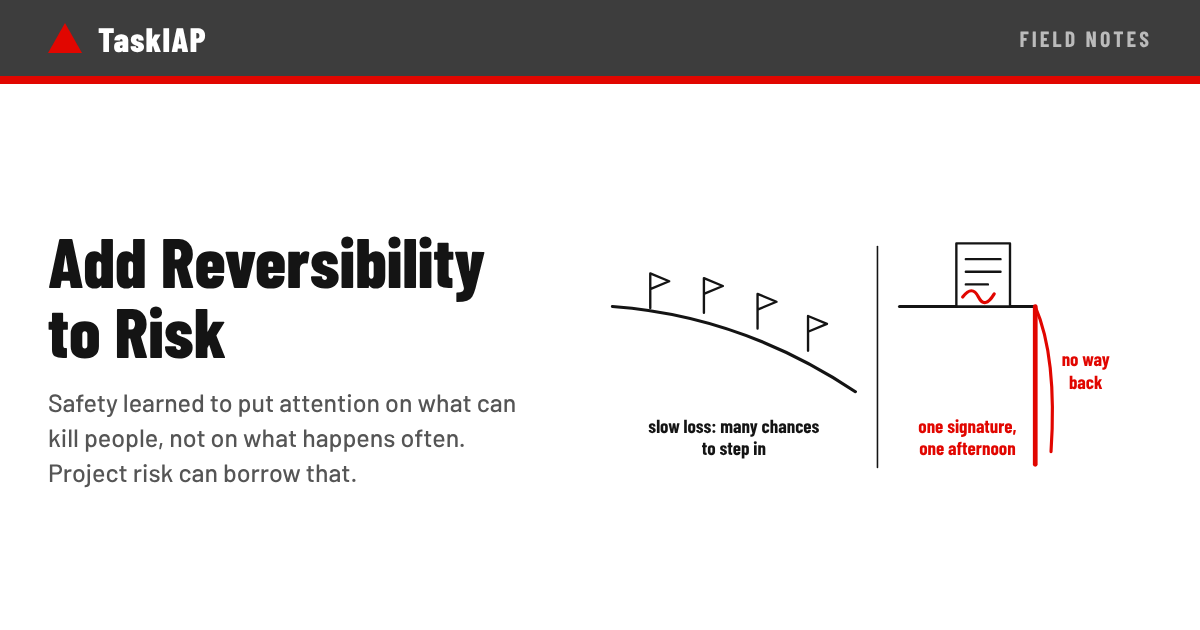 TaskIAP
FIELD NOTES
Add Reversibility
to Risk
Safety learned to put attention on what can
kill people, not on what happens often.
Project risk can borrow that.
slow loss: many chances
to step in
one signature,
one afternoon
no way
back